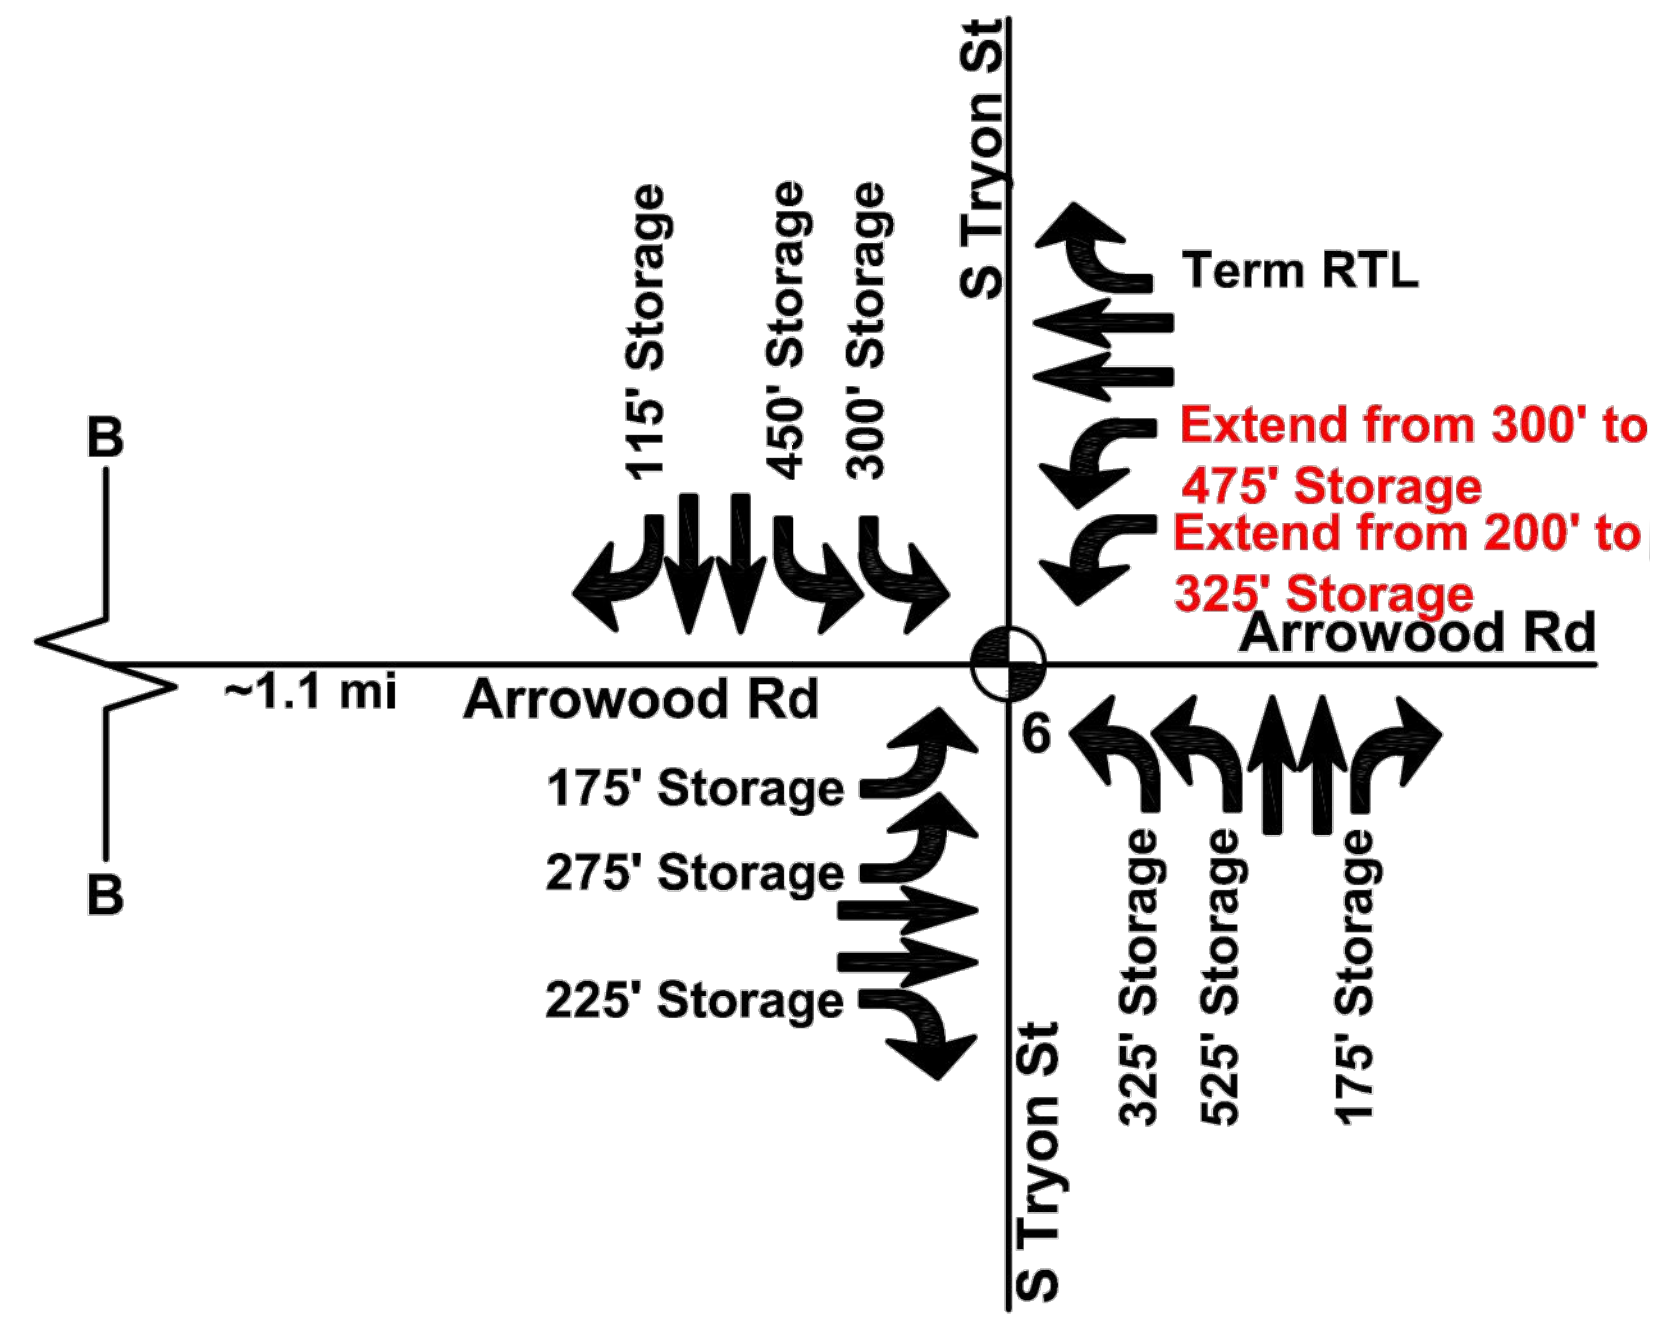 S Tryon St
115' Storage
450' Storage
300' Storage
Term RTL
Extend from 300' to
475' Storage
Extend from 200' to
325' Storage
Arrowood Rd
B
~1.1 mi
Arrowood Rd
6
175' Storage
275' Storage
225' Storage
B
325' Storage
525' Storage
175' Storage
S Tryon St